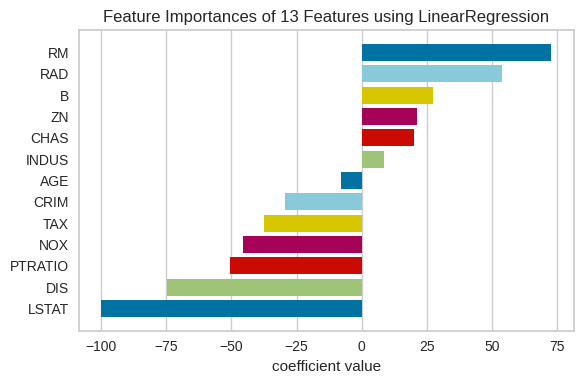 Feature Importances of 13 Features using LinearRegression
RM
RAD
B
ZN
CHAS
INDUS
AGE
CRIM
TAX
NOX
PTRATIO
DIS
LSTAT
−100 −75 −50 −25 0 25 50 75
coefficient value